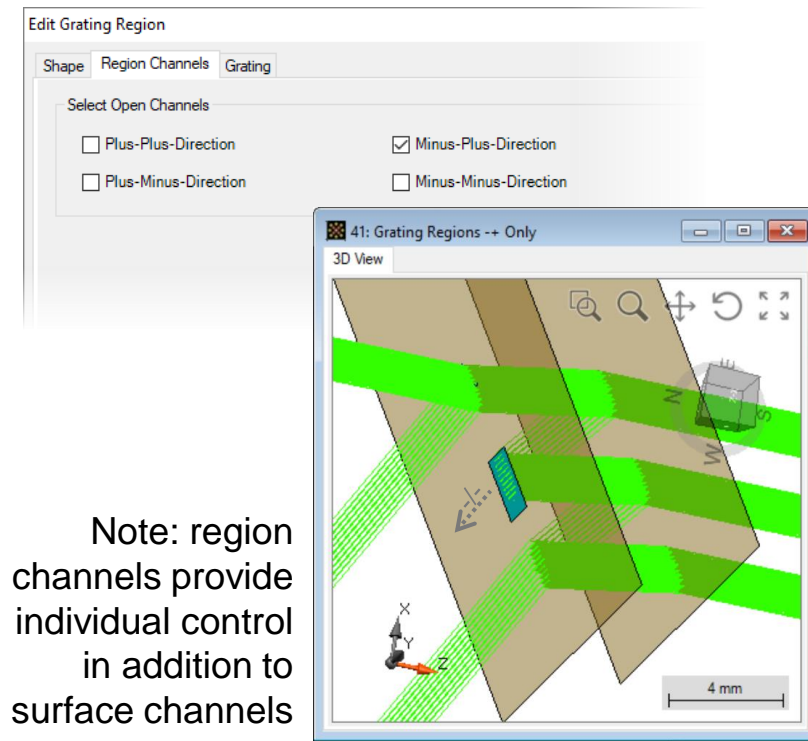 Edit Grating Region
Shape Region Channels Grating
Select Open Channels
Plus-Plus-Direction Minus-Plus-Direction
Plus-Minus-Direction Minus-Minus-Direction
41: Grating Regions -+ Only
3D View
N
E
S
W
X
Y
Z
4 mm
Note: region
channels provide
individual control
in addition to
surface channels